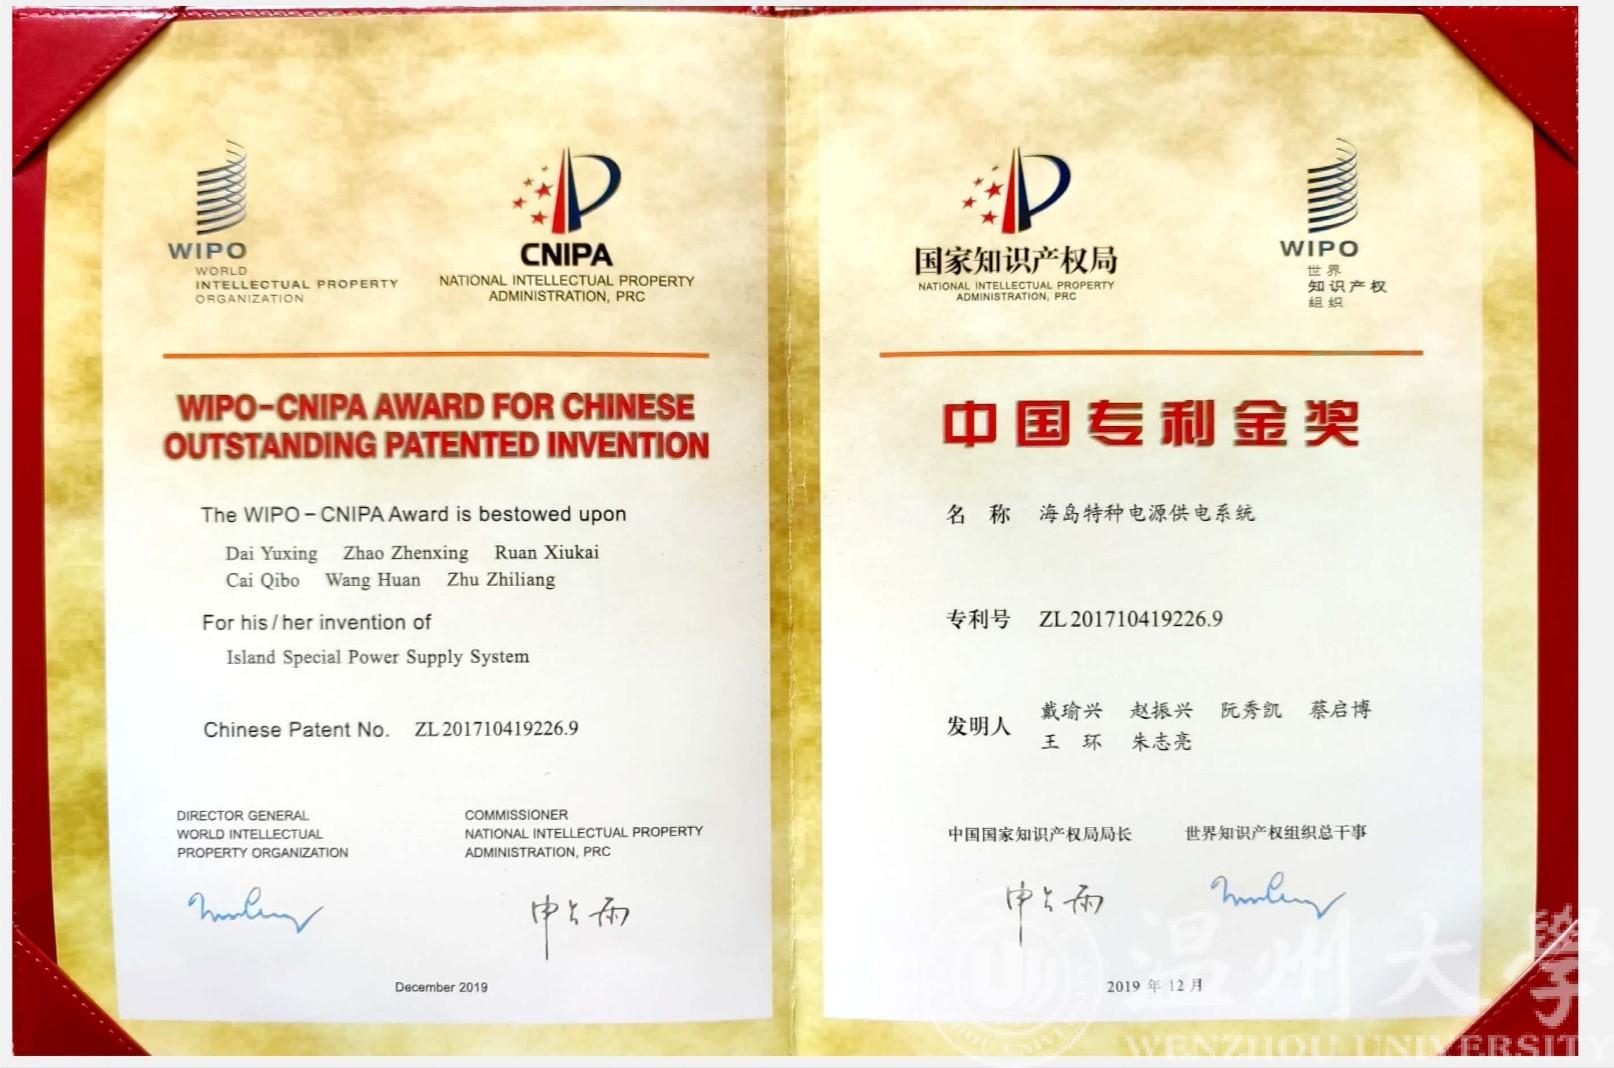 WIPO
WORLD
INTELLECTUAL PROPERTY
ORGANIZATION
CNIPA
NATIONAL INTELLECTUAL PROPERTY
ADMINISTRATION, PRC
WIPO-CNIPA AWARD FOR CHINESE
OUTSTANDING PATENTED INVENTION
The WIPO-CNIPA Award is bestowed upon
Dai Yuxing Zhao Zhenxing Ruan Xiukai
Cai Qibo Wang Huan Zhu Zhiliang
For his/her invention of
Island Special Power Supply System
Chinese Patent No. ZL201710419226.9
DIRECTOR GENERAL
WORLD INTELLECTUAL
PROPERTY ORGANIZATION
COMMISSIONER
NATIONAL INTELLECTUAL PROPERTY
ADMINISTRATION, PRC
申长雨
December 2019
国家知识产权局
NATIONAL INTELLECTUAL PROPERTY
ADMINISTRATION, PRC
WIPO
世界
知识产权
组织
中国专利金奖
名 称 海岛特种电源供电系统
专利号 ZL201710419226.9
发明人 戴瑜兴 赵振兴 阮秀凯 蔡启博
王 环 朱志亮
中国国家知识产权局局长 世界知识产权组织总干事
申长雨
2019 年 12 月
温州大學
WENZHOU UNIVERSITY